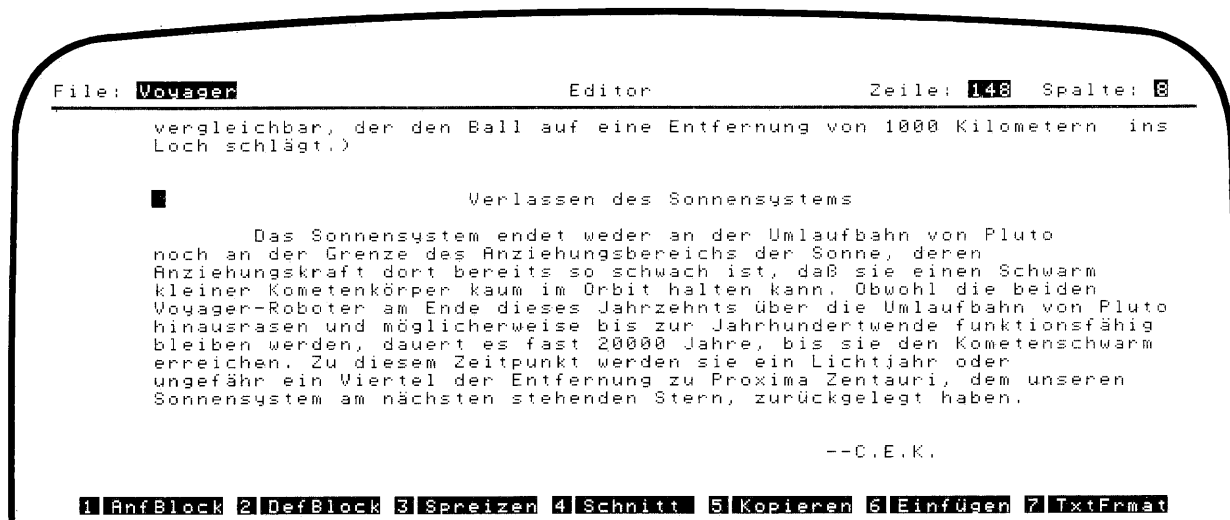 File: Voyager Editor Zeile: 148 Spalte: 8
vergleichbar, der den Ball auf eine Entfernung von 1000 Kilometern ins
Loch schlägt.)
Verlassen des Sonnensystems
Das Sonnensystem endet weder an der Umlaufbahn von Pluto
noch an der Grenze des Anziehungsbereichs der Sonne, deren
Anziehungskraft dort bereits so schwach ist, daß sie einen Schwarm
kleiner Kometenkörper kaum im Orbit halten kann. Obwohl die beiden
Voyager-Roboter am Ende dieses Jahrzehnts über die Umlaufbahn von Pluto
hinausrasen und möglicherweise bis zur Jahrhundertwende funktionsfähig
bleiben werden, dauert es fast 20000 Jahre, bis sie den Kometenschwarm
erreichen. Zu diesem Zeitpunkt werden sie ein Lichtjahr oder
ungefähr ein Viertel der Entfernung zu Proxima Zentauri, dem unseren
Sonnensystem am nächsten stehenden Stern, zurückgelegt haben.
--C.E.K.
1 AnfBlock 2 DefBlock 3 Spreizen 4 Schnitt 5 Kopieren 6 Einfügen 7 TxtFrmat